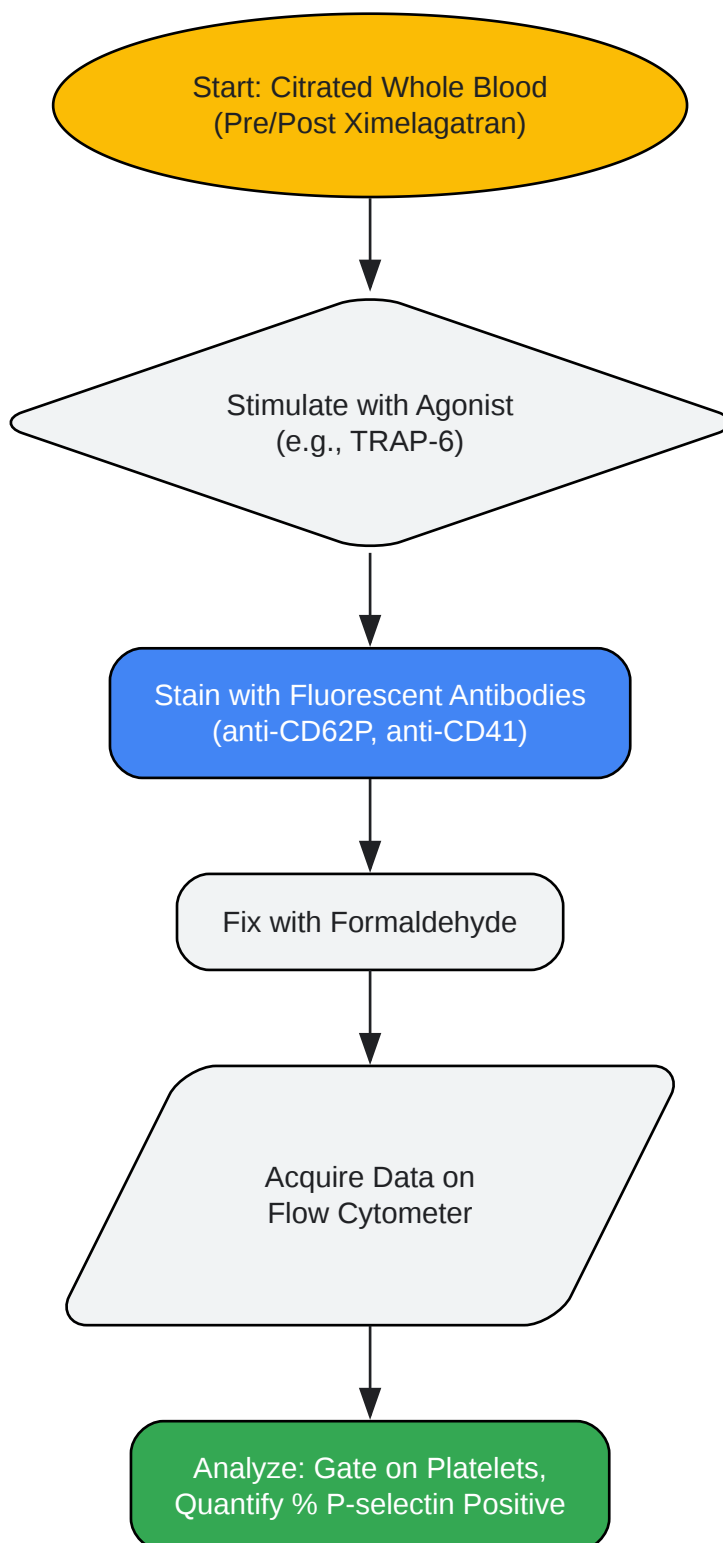 Start: Citrated Whole Blood
(Pre/Post Ximelagatran)
Stimulate with Agonist
(e.g., TRAP-6)
Stain with Fluorescent Antibodies
(anti-CD62P, anti-CD41)
Fix with Formaldehyde
Acquire Data on
Flow Cytometer
Analyze: Gate on Platelets,
Quantify % P-selectin Positive